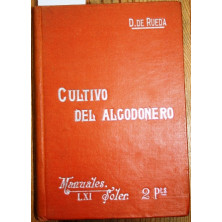 D. DE RUEDA
CULTIVO
DEL ALGODONERO
Manuales.
LXI Soler. 2 Pts